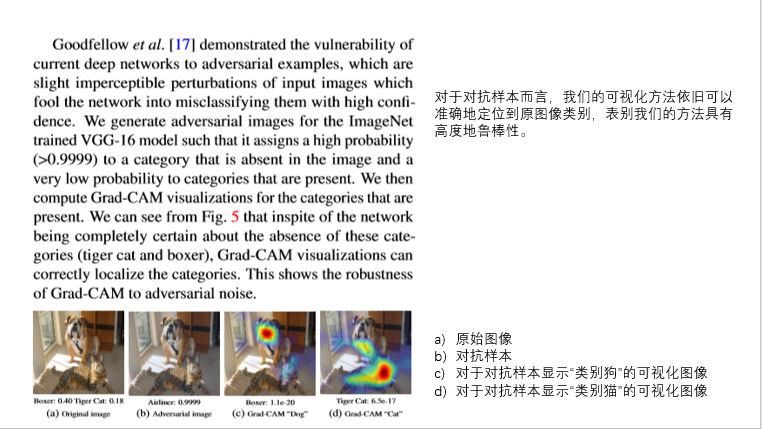 Goodfellow et al. [17] demonstrated the vulnerability of
current deep networks to adversarial examples, which are
slight imperceptible perturbations of input images which
fool the network into misclassifying them with high confi-
dence. We generate adversarial images for the ImageNet
trained VGG-16 model such that it assigns a high probability
(>0.9999) to a category that is absent in the image and a
very low probability to categories that are present. We then
compute Grad-CAM visualizations for the categories that are
present. We can see from Fig. 5 that inspite of the network
being completely certain about the absence of these cate-
gories (tiger cat and boxer), Grad-CAM visualizations can
correctly localize the categories. This shows the robustness
of Grad-CAM to adversarial noise.
Boxer: 0.40 Tiger Cat: 0.18
(a) Original image
Airliner: 0.9999
(b) Adversarial image
Boxer: 1.1e-20
(c) Grad-CAM “Dog”
Tiger Cat: 6.5e-17
(d) Grad-CAM “Cat”
对于对抗样本而言，我们的可视化方法依旧可以
准确地定位到原图像类别，表别我们的方法具有
高度地鲁棒性。
a) 原始图像
b) 对抗样本
c) 对于对抗样本显示“类别狗”的可视化图像
d) 对于对抗样本显示“类别猫”的可视化图像